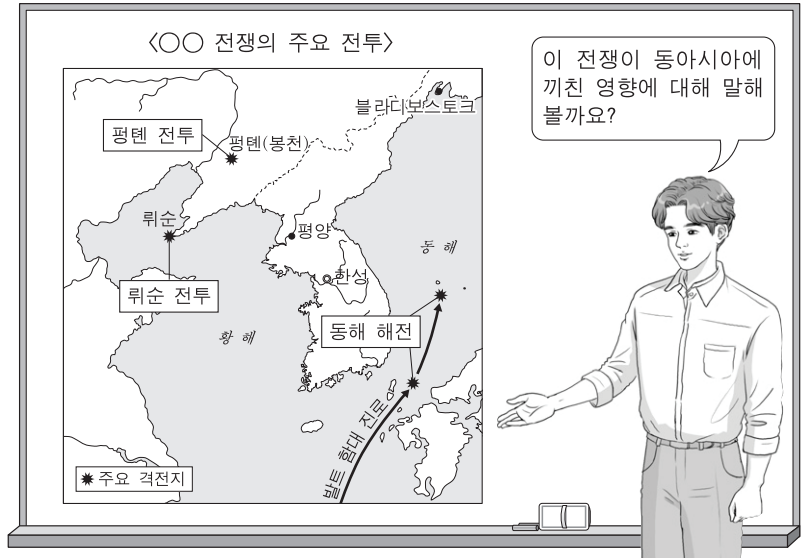 〈○○ 전쟁의 주요 전투〉
이 전쟁이 동아시아에
끼친 영향에 대해 말해
볼까요?
블라디보스토크
펑톈 전투
펑톈(봉천)
뤼순
평양
동해
한성
뤼순 전투
황해
동해 해전
발트 함대 진로
주요 격전지